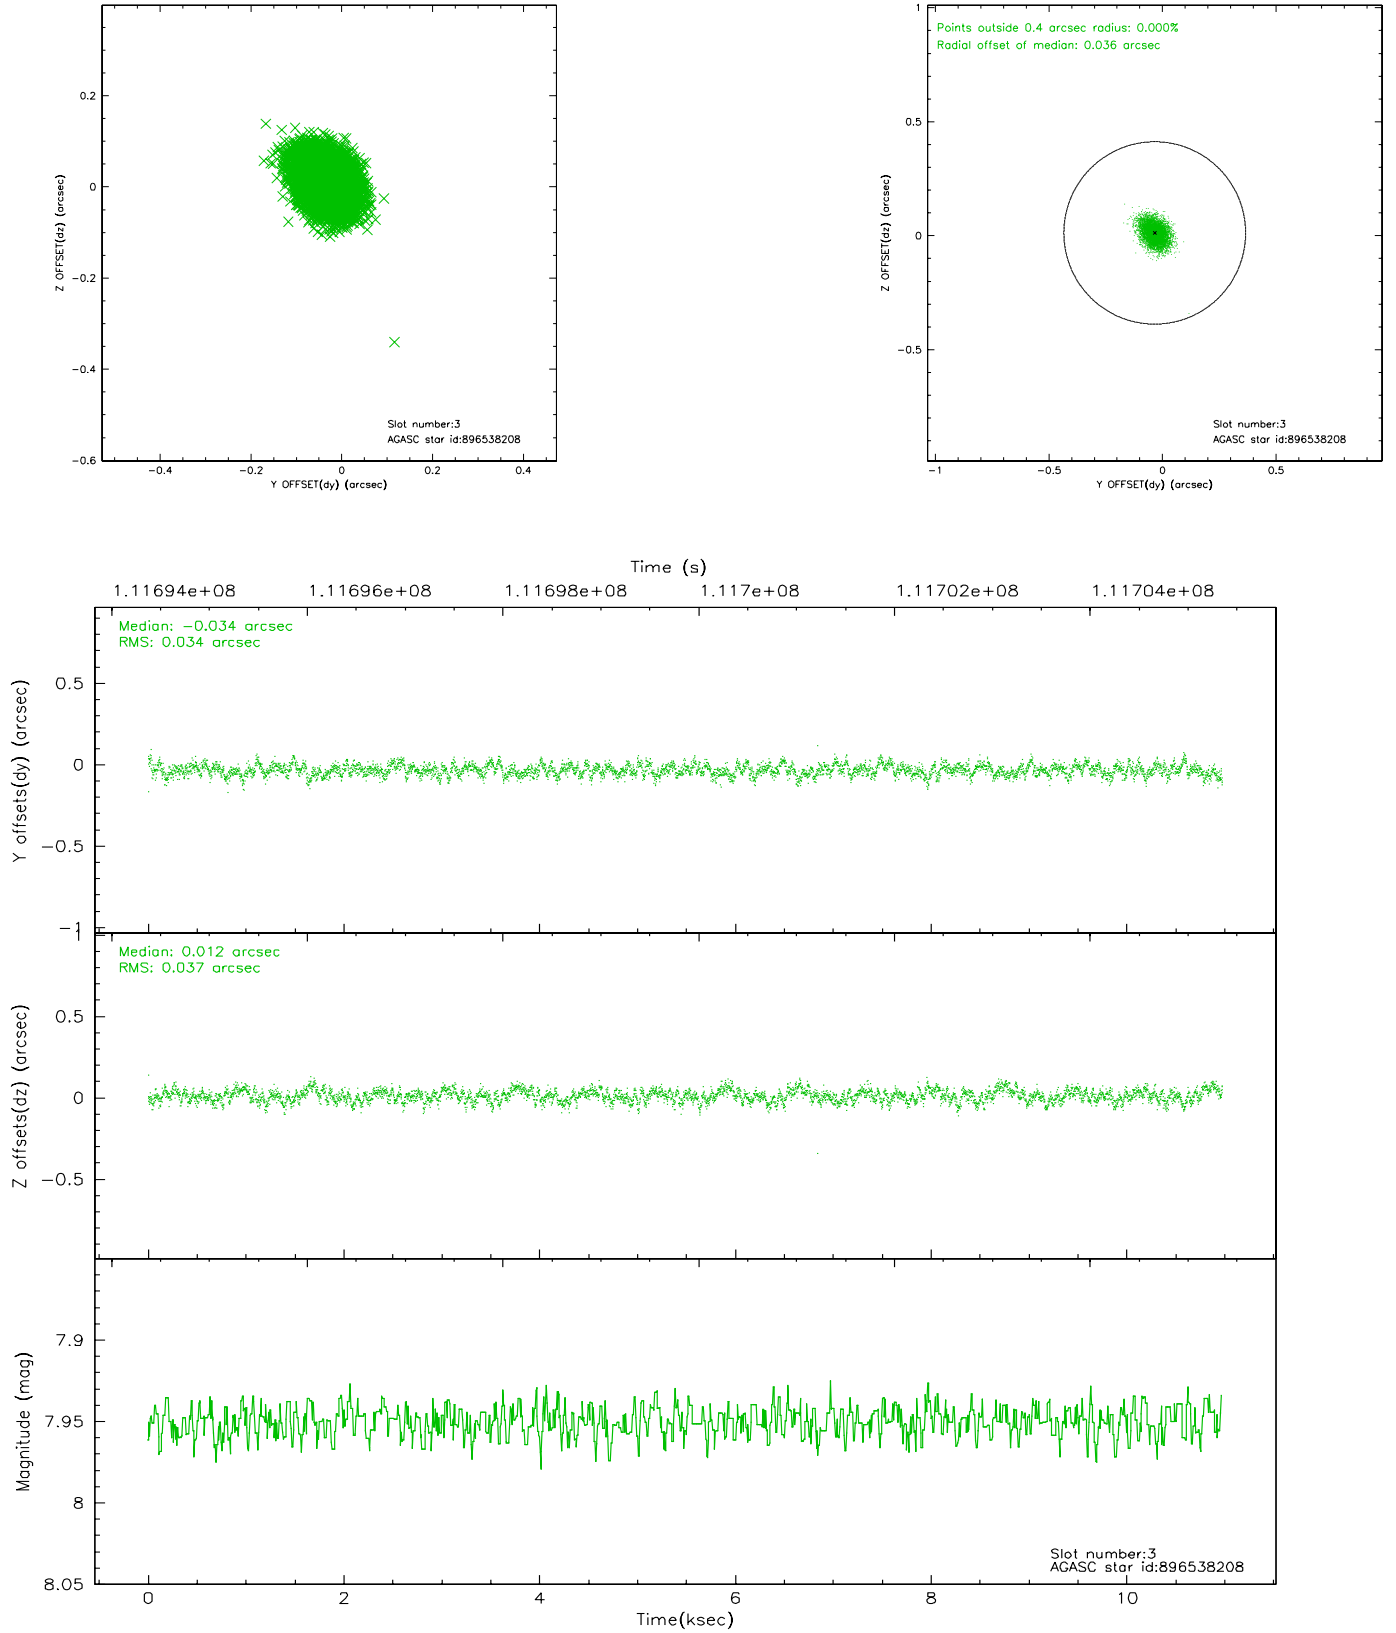 0.2
0
-0.2
-0.4
-0.6
-0.4
-0.2
0
0.2
0.4
Z OFFSET(dz) (arcsec)
Y OFFSET(dy) (arcsec)
Slot number:3
AGASC star id:896538208
Points outside 0.4 arcsec radius: 0.000%
Radial offset of median: 0.036 arcsec
1
0.5
0
-0.5
-1
-0.5
0
0.5
Z OFFSET(dz) (arcsec)
Y OFFSET(dy) (arcsec)
Slot number:3
AGASC star id:896538208
Time (s)
1.11694e+08
1.11696e+08
1.11698e+08
1.117e+08
1.11702e+08
1.11704e+08
Median: -0.034 arcsec
RMS: 0.034 arcsec
0.5
0
-0.5
-1
Y offsets(dy) (arcsec)
Median: 0.012 arcsec
RMS: 0.037 arcsec
1
0.5
0
-0.5
Z offsets(dz) (arcsec)
7.9
7.95
8
8.05
Magnitude (mag)
Slot number:3
AGASC star id:896538208
0
2
4
6
8
10
Time(ksec)